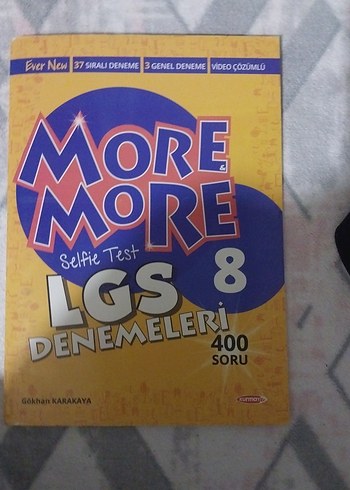 Ever New 37 SIRALI DENEME 3 GENEL DENEME VİDEO ÇÖZÜMLÜ
MORE &
MORE
Selfie Test
8
LGS
DENEMELERİ
400
SORU
Gökhan KARAKAYA
kurmay